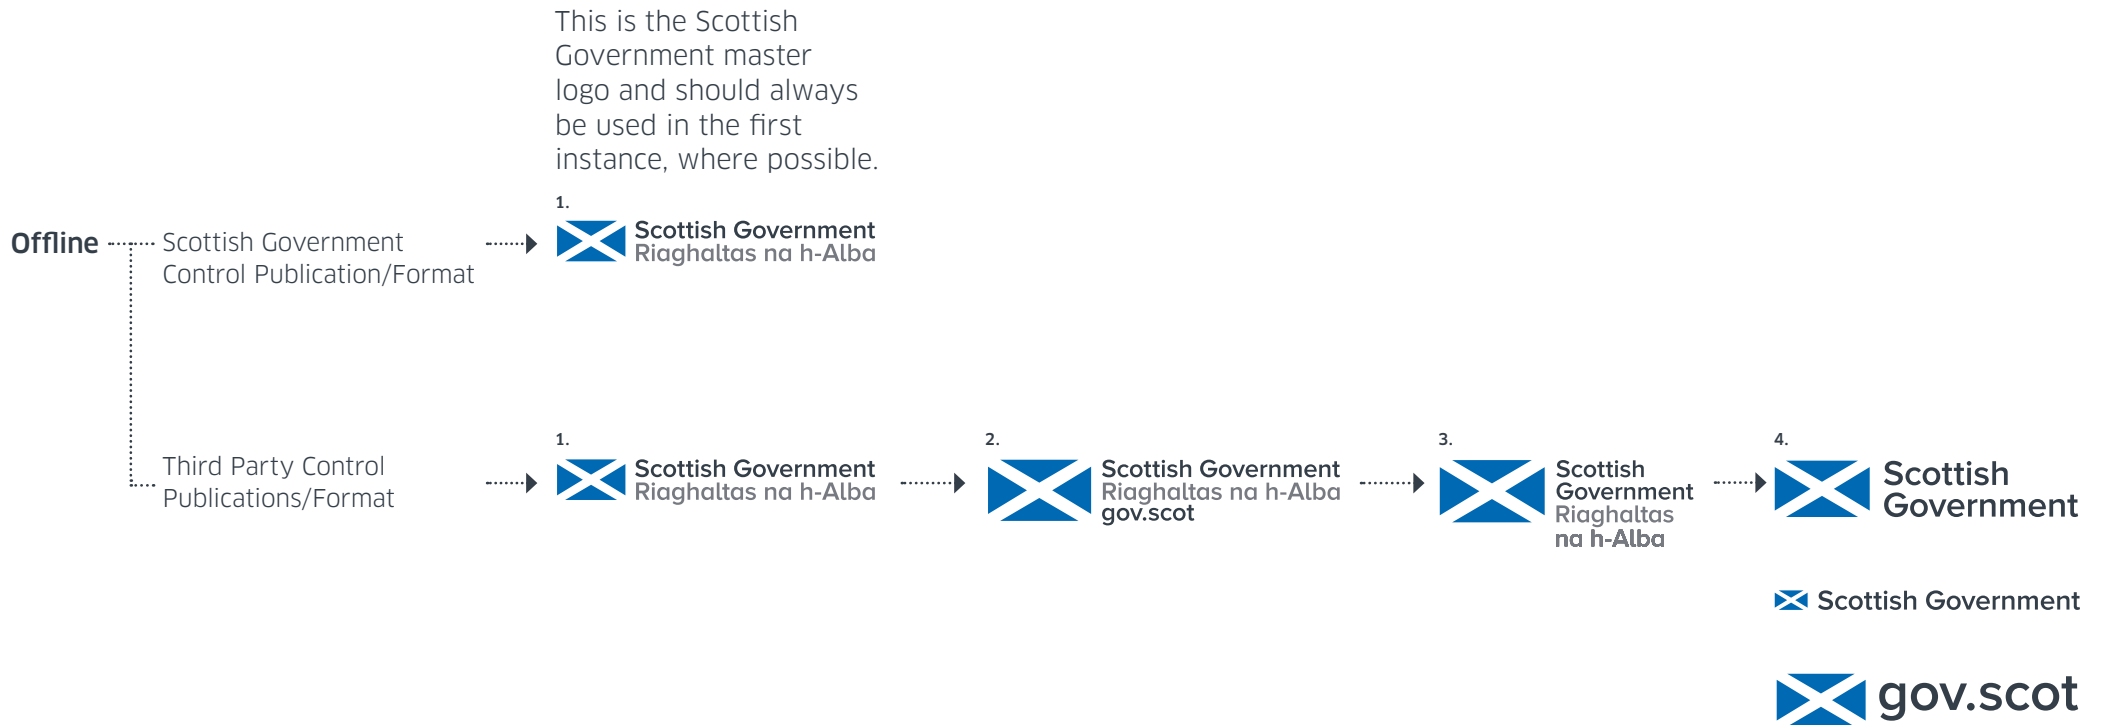 This is the Scottish
Government master
logo and should always
be used in the first
instance, where possible.
1.
Offline
Scottish Government
Control Publication/Format
Scottish Government
Riaghaltas na h-Alba
Third Party Control
Publications/Format
1.
Scottish Government
Riaghaltas na h-Alba
2.
Scottish Government
Riaghaltas na h-Alba
gov.scot
3.
Scottish
Government
Riaghaltas
na h-Alba
4.
Scottish
Government
Scottish Government
gov.scot